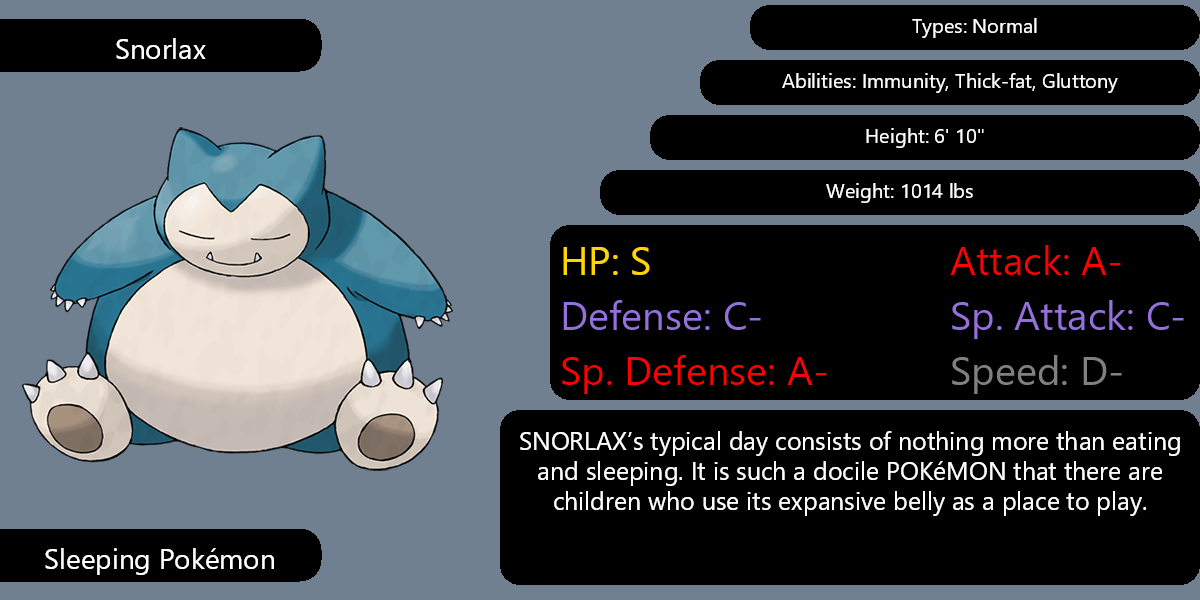 Snorlax
Types: Normal
Abilities: Immunity, Thick-fat, Gluttony
Height: 6' 10"
Weight: 1014 lbs
HP: S
Attack: A-
Defense: C-
Sp. Attack: C-
Sp. Defense: A-
Speed: D-
SNORLAX’s typical day consists of nothing more than eating
and sleeping. It is such a docile POKéMON that there are
children who use its expansive belly as a place to play.
Sleeping Pokémon